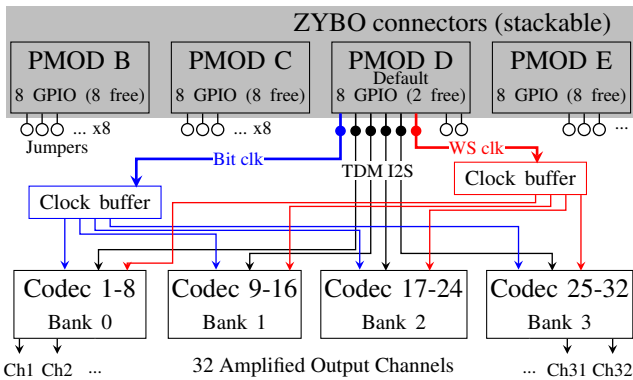 ZYBO connectors (stackable)
PMOD B PMOD C PMOD D PMOD E
Default
8 GPIO (8 free) 8 GPIO (8 free) 8 GPIO (2 free) 8 GPIO (8 free)
... x8 ... x8 ...
Jumpers
Bit clk WS clk
TDM I2S
Clock buffer Clock buffer
Codec 1-8 Codec 9-16 Codec 17-24 Codec 25-32
Bank 0 Bank 1 Bank 2 Bank 3
Ch1 Ch2 ... 32 Amplified Output Channels ... Ch31 Ch32